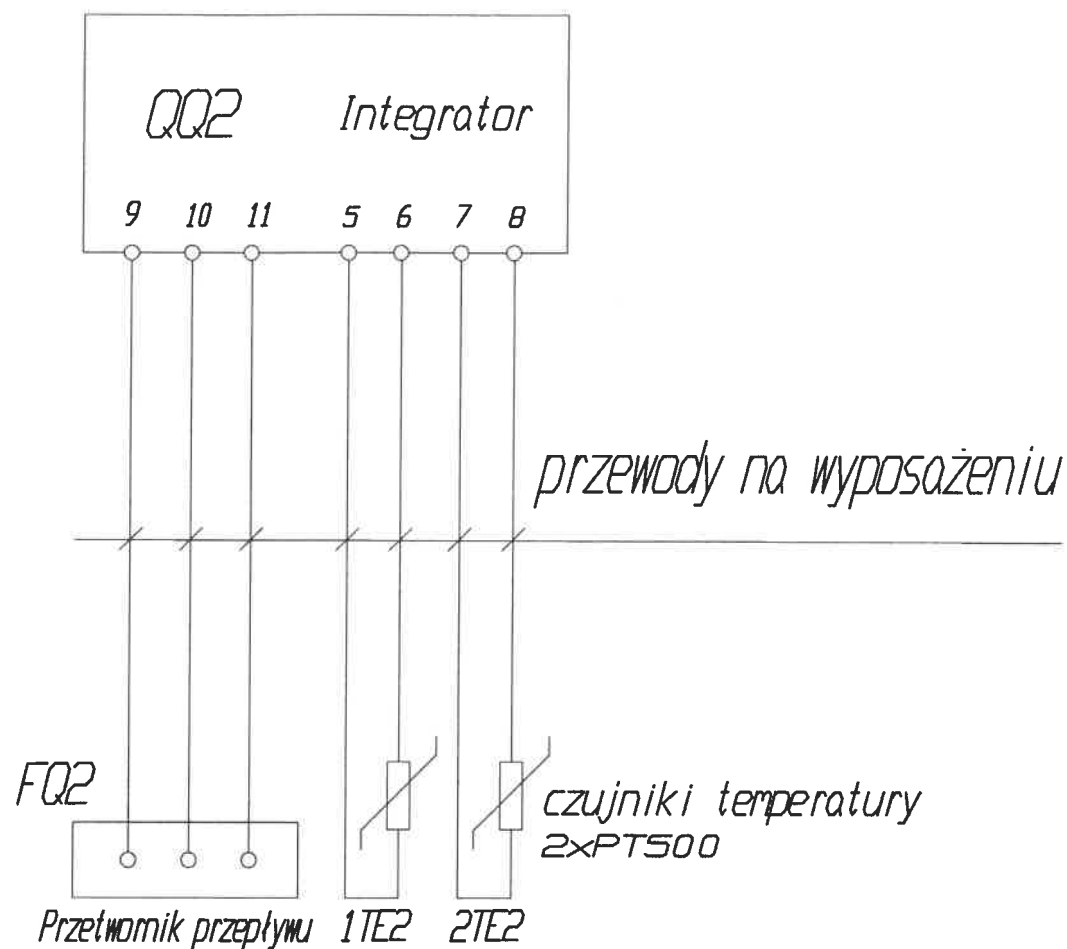 QQ2 Integrator
9 10 11 5 6 7 8
przewody na wyposażeniu
FQ2
czujniki temperatury
2xPT500
Przetwornik przepływu 1TE2 2TE2